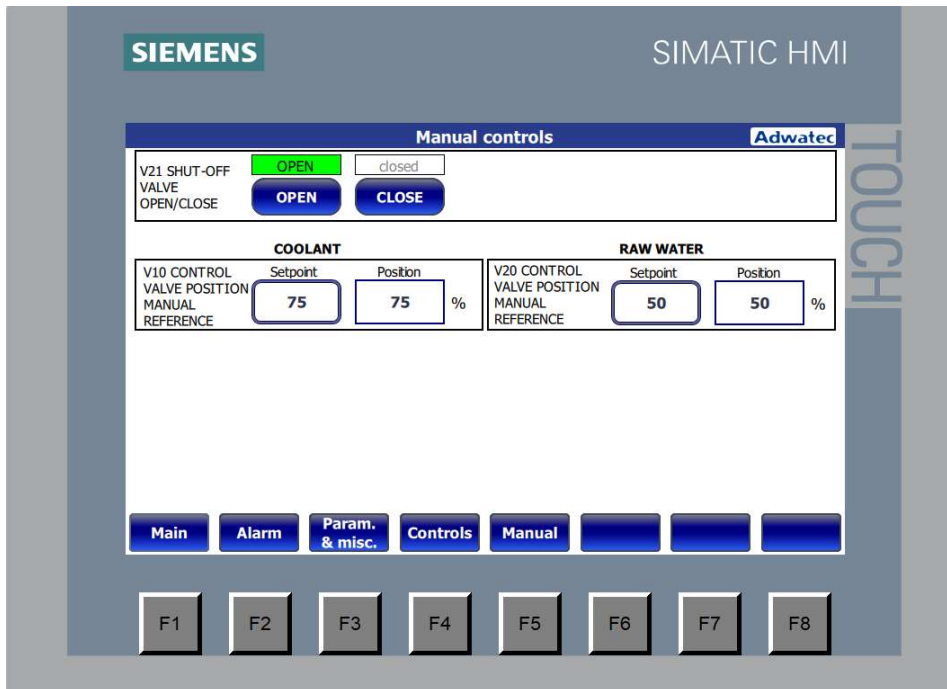 SIEMENS
SIMATIC HMI
TOUCH
Manual controls
Adwatec
V21 SHUT-OFF
VALVE
OPEN/CLOSE
OPEN
closed
OPEN
CLOSE
COOLANT
V10 CONTROL
VALVE POSITION
MANUAL
REFERENCE
Setpoint
Position
75
75
%
RAW WATER
V20 CONTROL
VALVE POSITION
MANUAL
REFERENCE
Setpoint
Position
50
50
%
Main
Alarm
Param.
& misc.
Controls
Manual
F1
F2
F3
F4
F5
F6
F7
F8